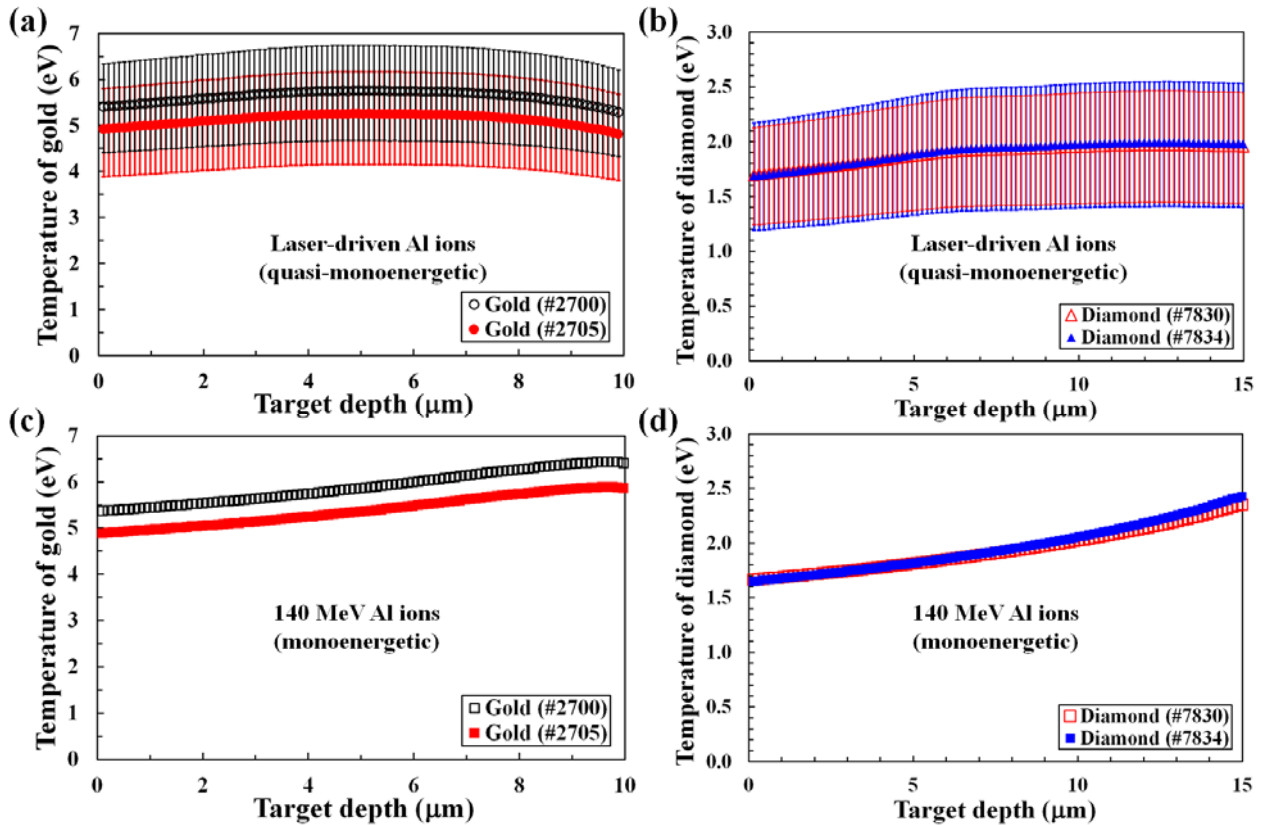 (a)
Temperature of gold (eV)
7
6
5
4
3
2
1
0
Laser-driven Al ions
(quasi-monoenergetic)
Gold (#2700)
Gold (#2705)
0 2 4 6 8 10
Target depth (μm)
(b)
Temperature of diamond (eV)
3.0
2.5
2.0
1.5
1.0
0.5
0.0
Laser-driven Al ions
(quasi-monoenergetic)
Diamond (#7830)
Diamond (#7834)
0 5 10 15
Target depth (μm)
(c)
Temperature of gold (eV)
7
6
5
4
3
2
1
0
140 MeV Al ions
(monoenergetic)
Gold (#2700)
Gold (#2705)
0 2 4 6 8 10
Target depth (μm)
(d)
Temperature of diamond (eV)
3.0
2.5
2.0
1.5
1.0
0.5
0.0
140 MeV Al ions
(monoenergetic)
Diamond (#7830)
Diamond (#7834)
0 5 10 15
Target depth (μm)